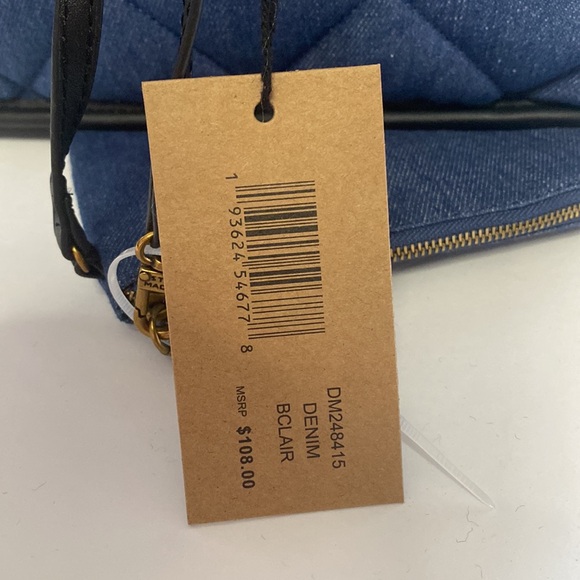 1 93624 54677 8
DM248415
DENIM
BCLAIR
MSRP $108.00